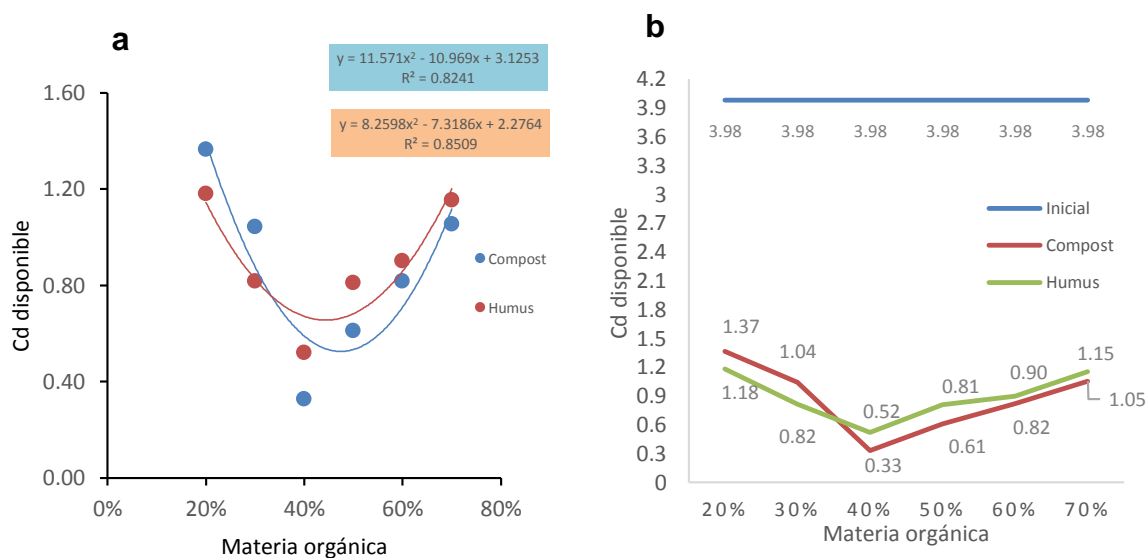 a
y = 11.571x² - 10.969x + 3.1253
R² = 0.8241
y = 8.2598x² - 7.3186x + 2.2764
R² = 0.8509
1.60
1.20
0.80
0.40
0.00
Cd disponible
0%
20%
40%
60%
80%
Materia orgánica
Compost
Humus
b
4.2
3.9
3.6
3.3
3
2.7
2.4
2.1
1.8
1.5
1.2
0.9
0.6
0.3
0
Cd disponible
3.98 3.98 3.98 3.98 3.98 3.98
Inicial
Compost
Humus
1.37
1.04
1.18
0.82
0.52
0.33
0.81
0.61
0.90
0.82
1.15
1.05
20% 30% 40% 50% 60% 70%
Materia orgánica